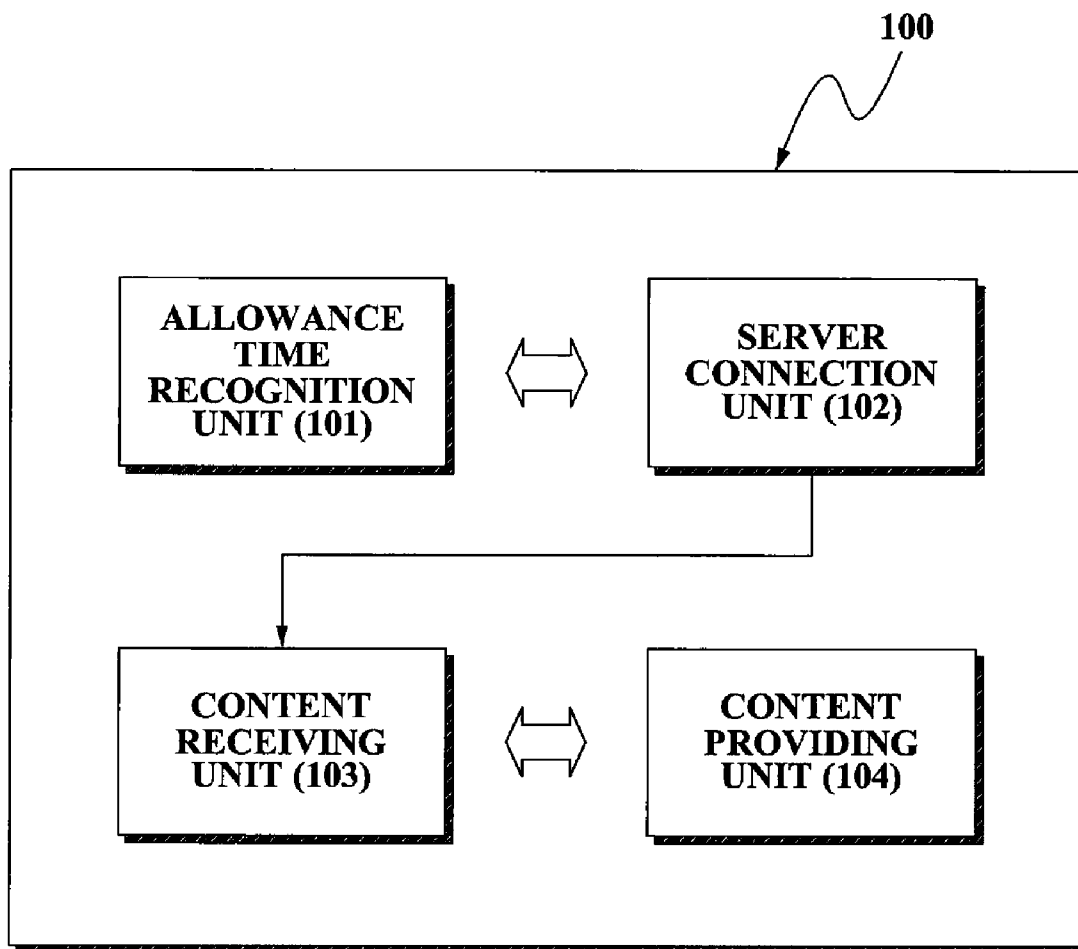 100
ALLOWANCE
TIME
RECOGNITION
UNIT (101)
SERVER
CONNECTION
UNIT (102)
CONTENT
RECEIVING
UNIT (103)
CONTENT
PROVIDING
UNIT (104)